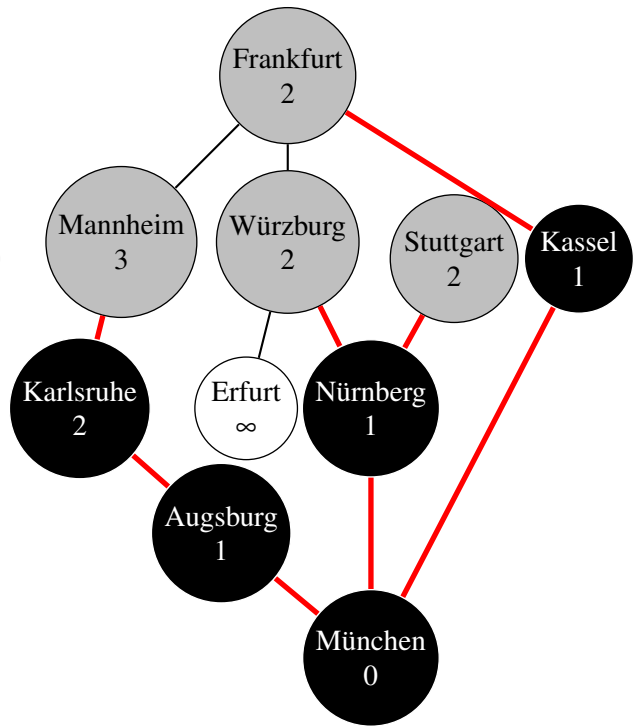 Frankfurt
2
Mannheim
3
Würzburg
2
Stuttgart
2
Kassel
1
Karlsruhe
2
Erfurt
∞
Nürnberg
1
Augsburg
1
München
0